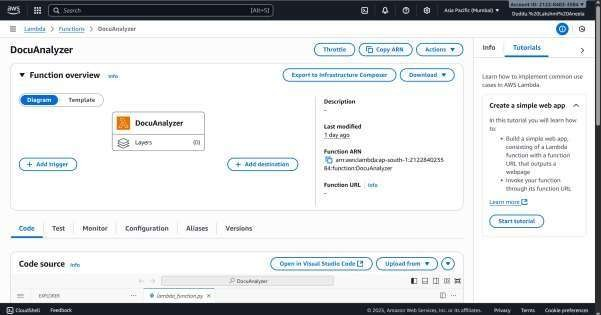 aws
Search
[Alt+S]
Asia Pacific (Mumbai)
Lambda > Functions > DocuAnalyzer
DocuAnalyzer
Throttle
Copy ARN
Actions
Info
Tutorials
Function overview Info
Export to Infrastructure Composer
Download
Diagram
Template
DocuAnalyzer
Layers
(0)
+ Add trigger
+ Add destination
Description
-
Last modified
1 day ago
Function ARN
arn:aws:lambda:ap-south-1:2122840235
84:function:DocuAnalyzer
Function URL Info
-
Learn how to implement common use
cases in AWS Lambda.
Create a simple web app
In this tutorial you will learn how
to:
• Build a simple web app,
consisting of a Lambda
function with a function
URL that outputs a
webpage
• Invoke your function
through its function URL
Learn more
Start tutorial
Code
Test
Monitor
Configuration
Aliases
Versions
Code source Info
Open in Visual Studio Code
Upload from
DocuAnalyzer
EXPLORER
lambda_function.py
CloudShell
Feedback
© 2025, Amazon Web Services, Inc. or its affiliates.
Privacy
Terms
Cookie preferences